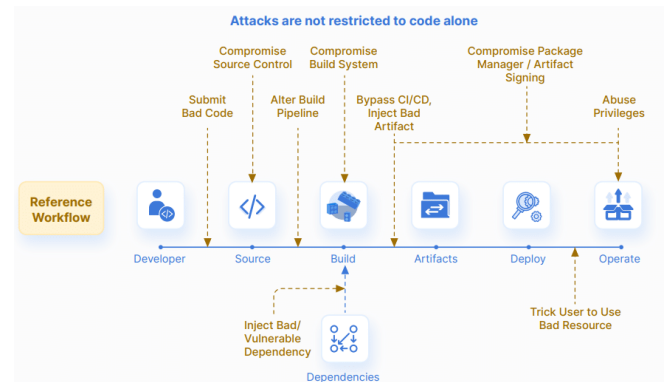 Attacks are not restricted to code alone
Compromise
Source Control
Compromise
Build System
Compromise Package
Manager / Artifact
Signing
Submit
Bad Code
Alter Build
Pipeline
Bypass CI/CD,
Inject Bad
Artifact
Abuse
Privileges
Reference
Workflow
Developer
Source
Build
Artifacts
Deploy
Operate
Inject Bad/
Vulnerable
Dependency
Trick User to Use
Bad Resource
Dependencies